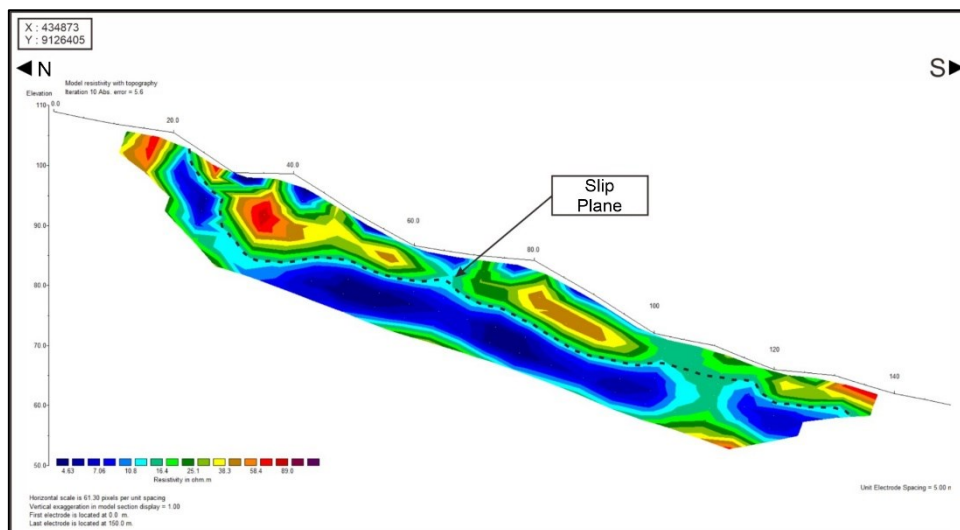 X : 434873
Y : 9126405
N
S
Model resistivity with topography
Iteration 10 Abs. error = 5.6
Elevation
0.0
110
20.0
100
40.0
90.0
60.0
80.0
80.0
70.0
100
60.0
120
50.0
140
Slip
Plane
4.63 7.06 10.8 16.4 25.1 38.3 58.4 89.0
Resistivity in ohm.m
Horizontal scale is 61.30 pixels per unit spacing
Vertical exaggeration in model section display = 1.00
First electrode is located at 0.0 m.
Last electrode is located at 150.0 m.
Unit Electrode Spacing = 5.00